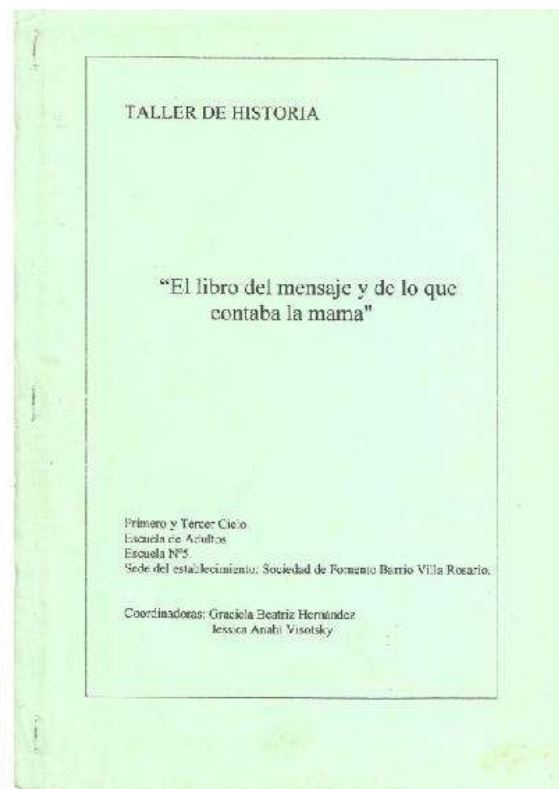 TALLER DE HISTORIA
“El libro del mensaje y de lo que
contaba la mama"
Primero y Tercer Ciclo
Escuela de Adultos
Escuela Nº5
Sede del establecimiento: Sociedad de Fomento Barrio Villa Rosario.
Coordinadoras: Graciela Beatriz Hernández
Jessica Anahi Visotsky